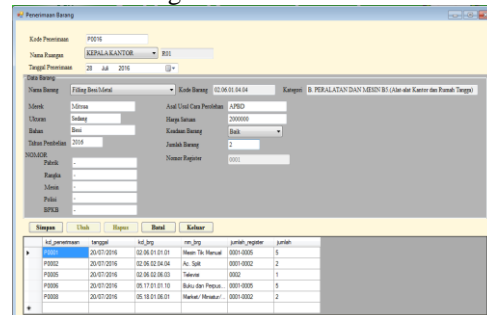 Penerimaan Barang
Kode Penerimaan P0016
Nama Ruangan KEPALA KANTOR R01
Tanggal Penerimaan 28 Juli 2016
Data Barang
Nama Barang Filling Besi/Metal Kode Barang 02.06.01.04.04 Kategori B. PERALATAN DAN MESIN B5 (Alat-alat Kantor dan Rumah Tangga)
Merek Mitraa Asal Usul Cara Perolehan APBD
Ukuran Sedang Harga Satuan 2000000
Bahan Besi Keadaan Barang Baik
Tahun Pembelian 2016 Jumlah Barang 2
NOMOR
Pabrik - Nomor Register 0001
Rangka -
Mesin -
Polisi -
BPKB -
Simpan Ubah Hapus Batal Keluar
kd_penerimaan tanggal kd_brg nm_brg jumlah_register jumlah
P0001 20/07/2016 02.06.01.01.01 Mesin Tik Manual 0001-0005 5
P0002 20/07/2016 02.06.02.04.04 Ac. Split 0001-0002 2
P0005 20/07/2016 02.06.02.06.03 Televisi 0002 1
P0006 20/07/2016 05.17.01.01.10 Buku dan Perpus... 0001-0005 5
P0008 20/07/2016 05.18.01.06.01 Market/ Miniatur/... 0001-0002 2